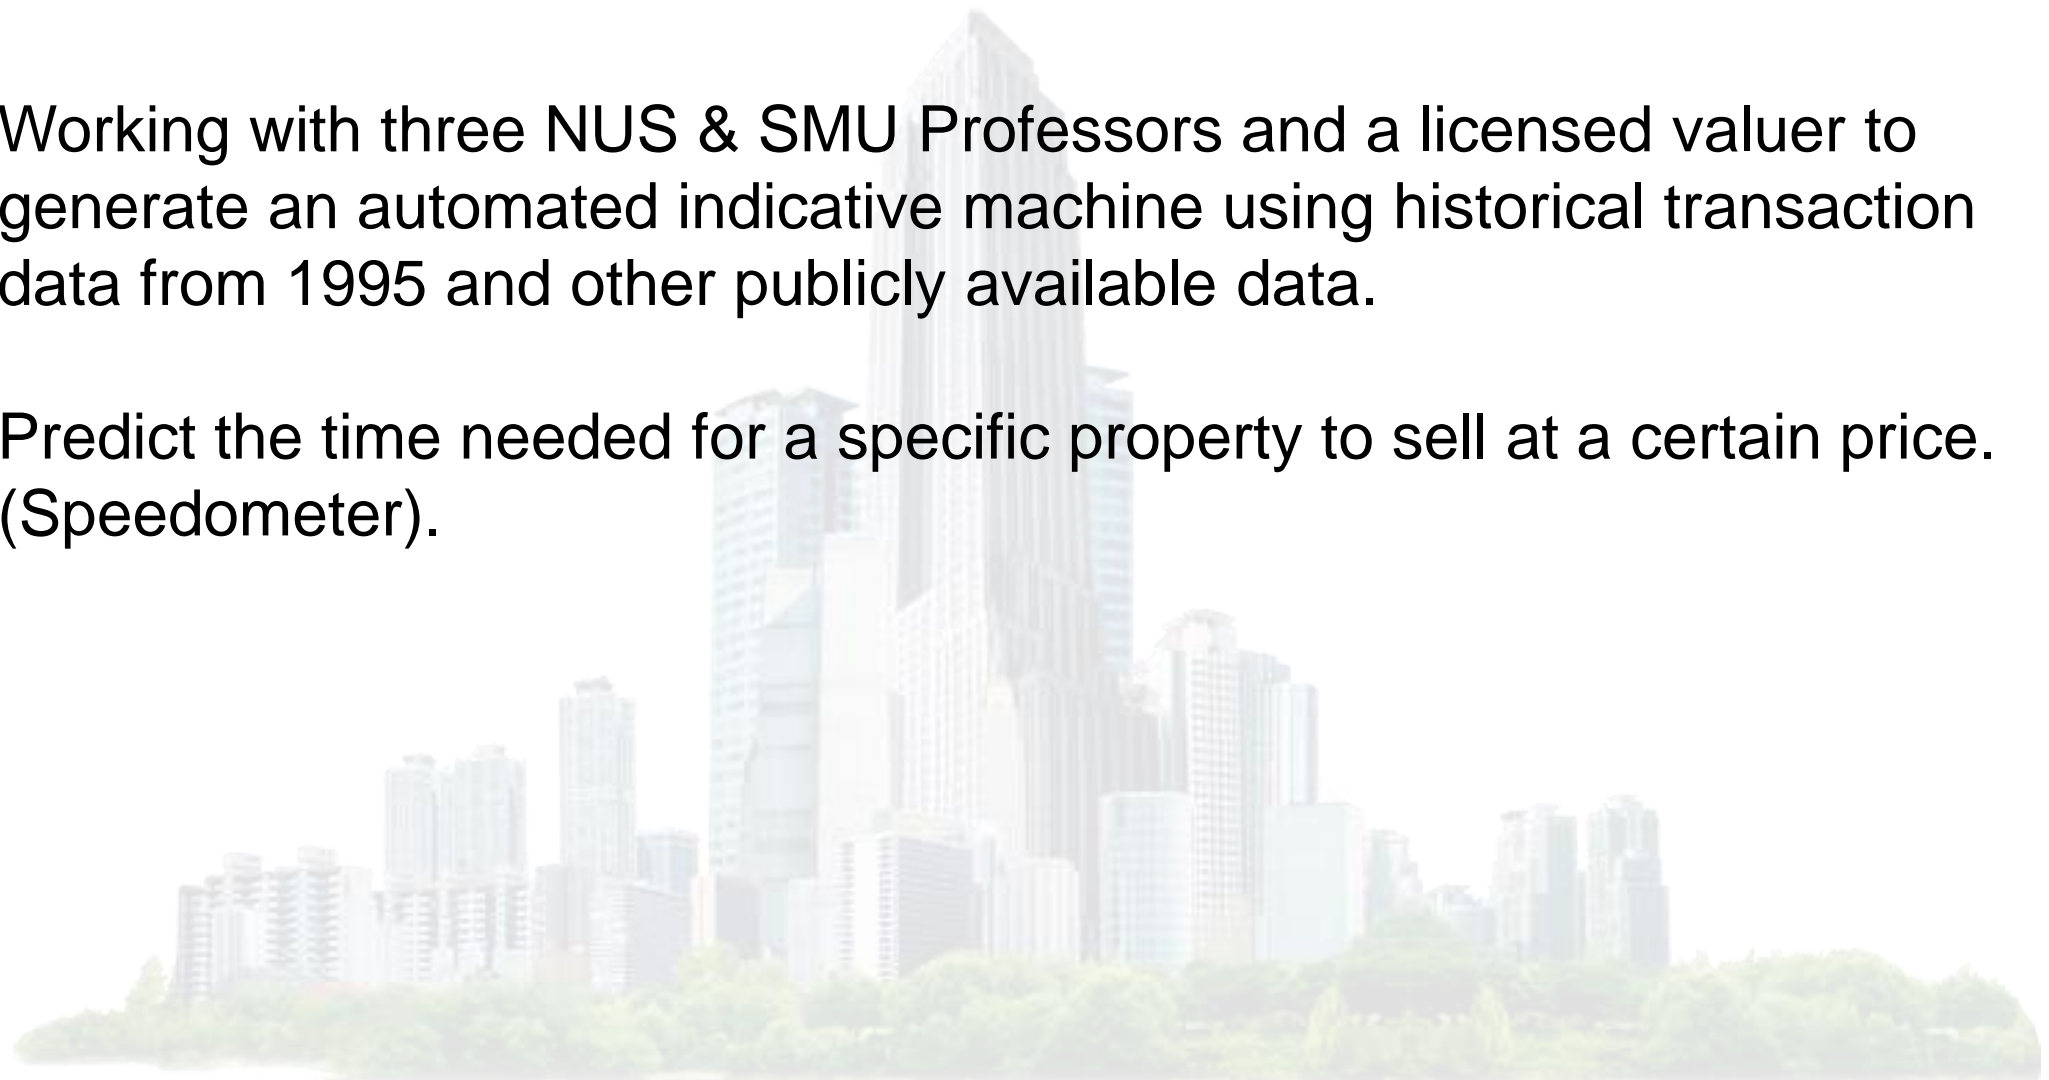 Working with three NUS & SMU Professors and a licensed valuer to
generate an automated indicative machine using historical transaction
data from 1995 and other publicly available data.
Predict the time needed for a specific property to sell at a certain price.
(Speedometer).